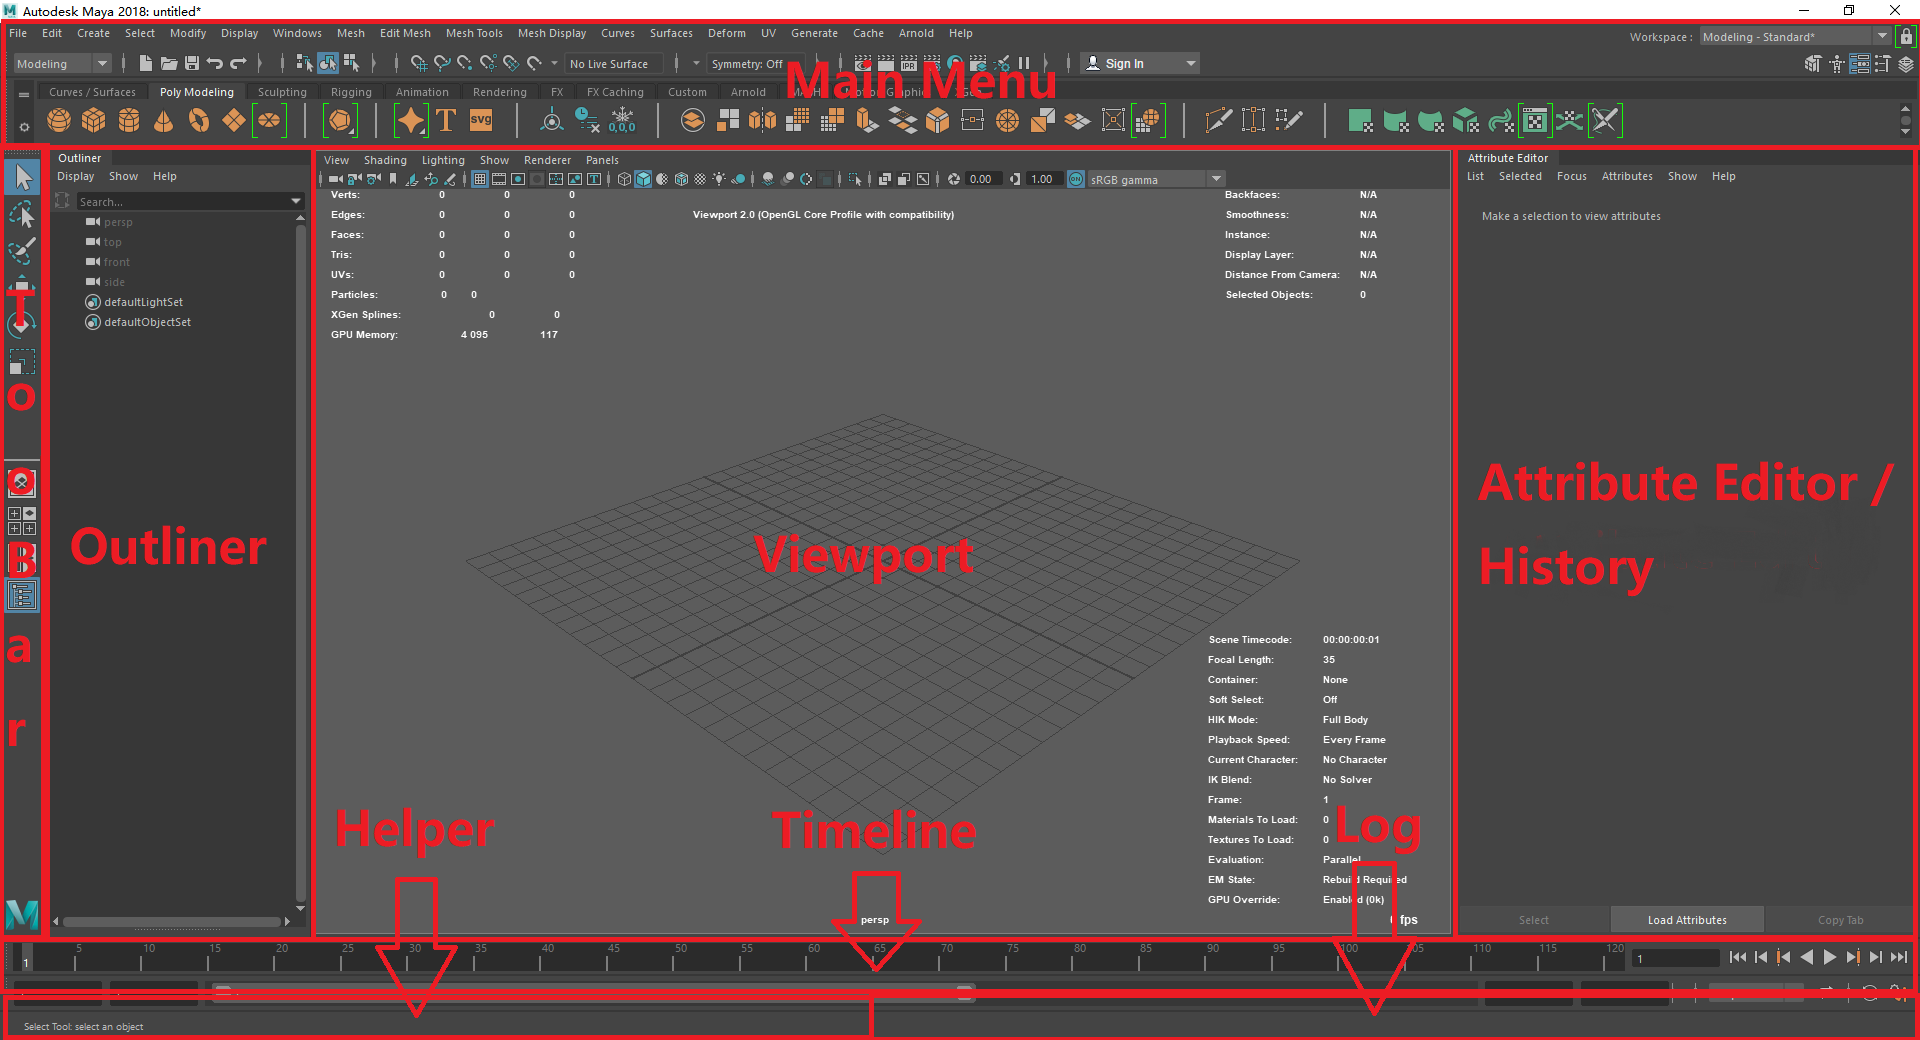 Autodesk Maya 2018: untitled*
File Edit Create Select Modify Display Windows Mesh Edit Mesh Mesh Tools Mesh Display Curves Surfaces Deform UV Generate Cache Arnold Help
Workspace : Modeling - Standard*
Modeling No Live Surface Symmetry: Off IPR Sign In
Main Menu
Curves / Surfaces Poly Modeling Sculpting Rigging Animation Rendering FX FX Caching Custom Arnold
T svg 0,0,0
Outliner
Display Show Help
Search...
persp
top
front
side
defaultLightSet
defaultObjectSet
Tool Bar
Outliner
View Shading Lighting Show Renderer Panels
0.00 1.00 ON sRGB gamma
Verts: 0 0 0
Edges: 0 0 0
Faces: 0 0 0
Tris: 0 0 0
UVs: 0 0 0
Particles: 0 0
XGen Splines: 0 0
GPU Memory: 4 095 117
Viewport 2.0 (OpenGL Core Profile with compatibility)
Backfaces: N/A
Smoothness: N/A
Instance: N/A
Display Layer: N/A
Distance From Camera: N/A
Selected Objects: 0
Viewport
Scene Timecode: 00:00:00:01
Focal Length: 35
Container: None
Soft Select: Off
HIK Mode: Full Body
Playback Speed: Every Frame
Current Character: No Character
IK Blend: No Solver
Frame: 1
Materials To Load: 0
Textures To Load: 0
Evaluation: Parallel
EM State: Rebuild Required
GPU Override: Enabled (0k)
fps
persp
Helper
Timeline
Log
Attribute Editor
List Selected Focus Attributes Show Help
Make a selection to view attributes
Attribute Editor /
History
Select Load Attributes Copy Tab
1 5 10 15 20 25 30 35 40 45 50 55 60 65 70 75 80 85 90 95 100 105 110 115 120 1
Select Tool: select an object